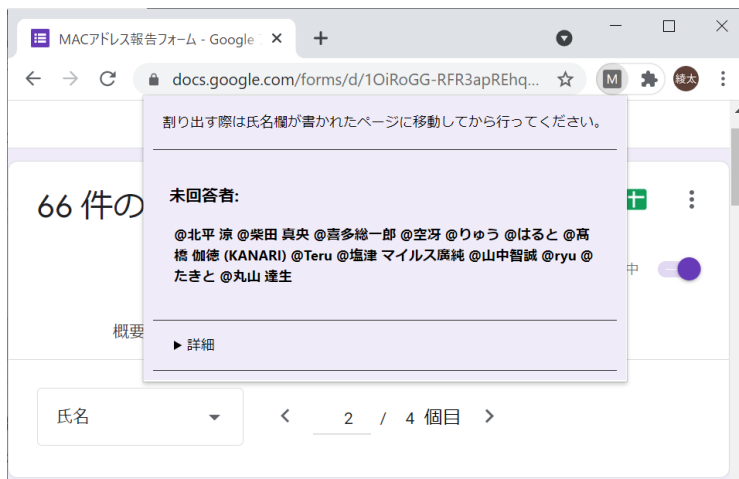 MACアドレス報告フォーム - Google
docs.google.com/forms/d/1OiRoGG-RFR3apREhq...
M
綾太
割り出す際は氏名欄が書かれたページに移動してから行ってください。
66 件の
未回答者:
@北平 涼 @柴田 真央 @喜多総一郎 @空冴 @りゅう @はると @髙
橋 伽徳 (KANARI) @Teru @塩津 マイルス廣純 @山中智誠 @ryu @
たきと @丸山 達生
中
概要
▶ 詳細
氏名
2 / 4 個目